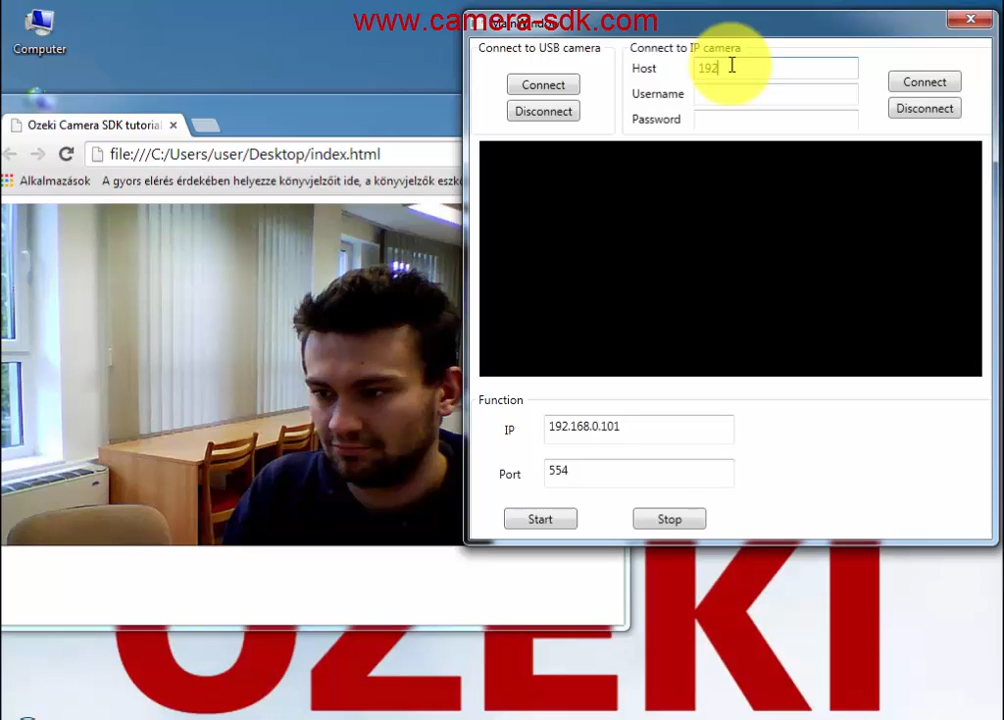 www.camera-sdk.com
Computer
MainWindow
Connect to USB camera
Connect
Disconnect
Connect to IP camera
Host
192
Username
Password
Connect
Disconnect
Ozeki Camera SDK tutorial
file:///C:/Users/user/Desktop/index.html
Alkalmazások
A gyors elérés érdekében helyezze könyvjelzőit ide, a könyvjelzők
Function
IP
192.168.0.101
Port
554
Start
Stop
OZEKI